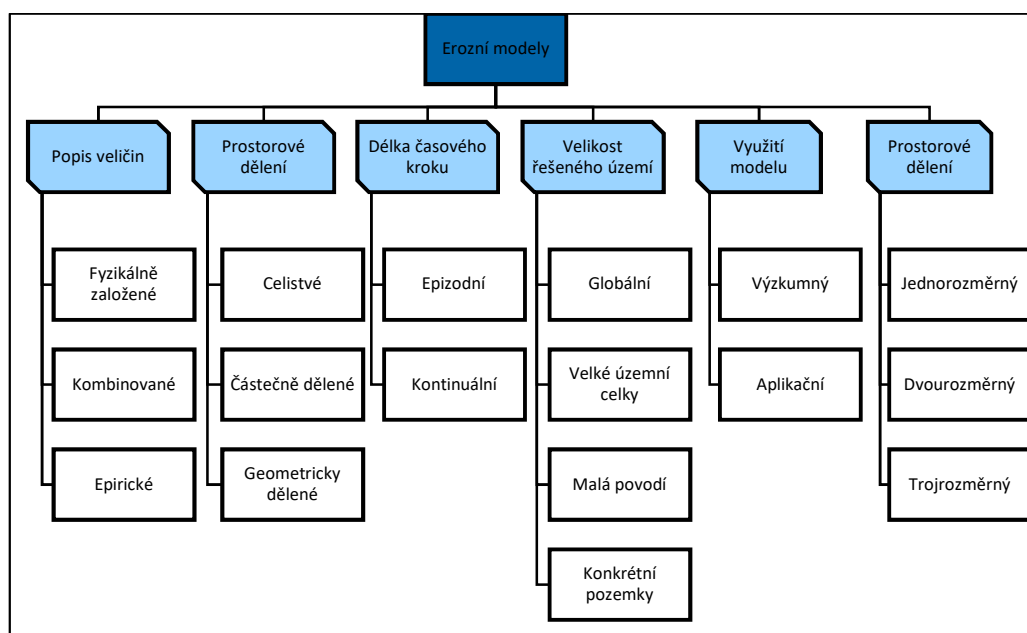 Erozní modely
Popis veličin
Prostorové
dělení
Délka časového
kroku
Velikost
řešeného území
Využití
modelu
Prostorové
dělení
Fyzikálně
založené
Celistvé
Epizodní
Globální
Výzkumný
Jednorozměrný
Kombinované
Částečně dělené
Kontinuální
Velké územní
celky
Aplikační
Dvourozměrný
Epirické
Geometricky
dělené
Malá povodí
Trojrozměrný
Konkrétní
pozemky